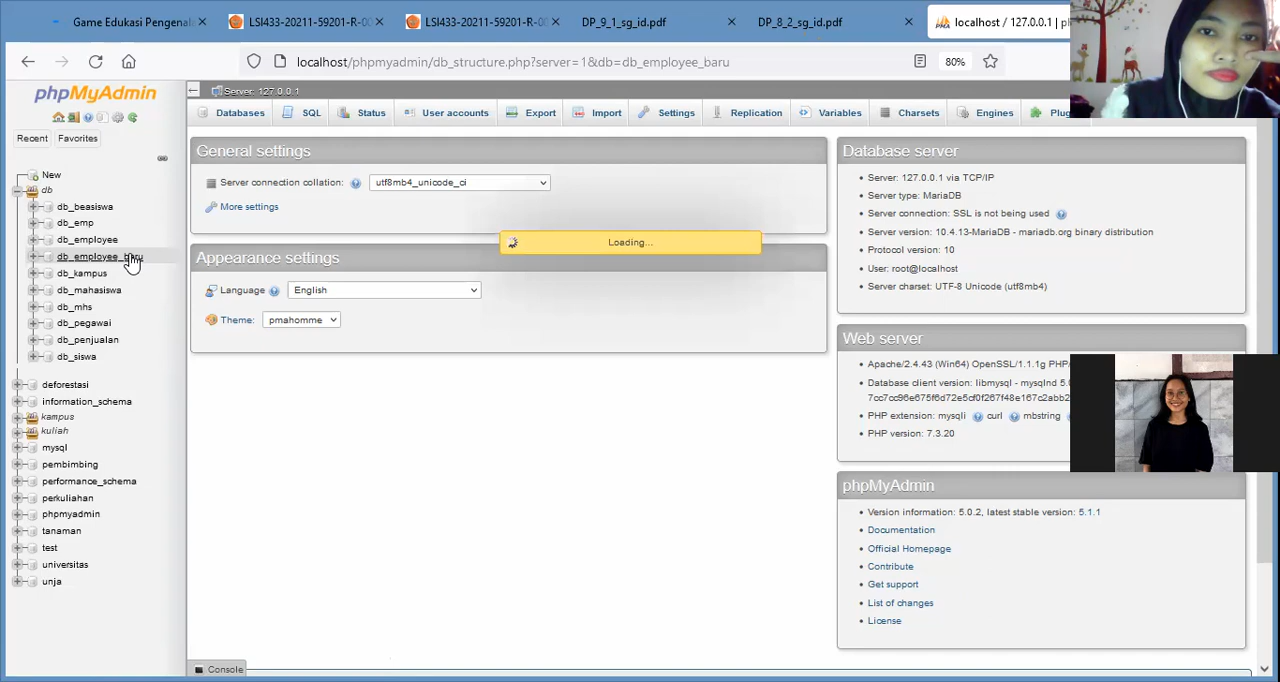 Game Edukasi Pengenal
LSI433-20211-59201-R-00
LSI433-20211-59201-R-00
DP_9_1_sg_id.pdf
DP_8_2_sg_id.pdf
localhost / 127.0.0.1 | ph
localhost/phpmyadmin/db_structure.php?server=1&db=db_employee_baru
80%
phpMyAdmin
Recent
Favorites
New
db
db_beasiswa
db_emp
db_employee
db_employee_baru
db_kampus
db_mahasiswa
db_mhs
db_pegawai
db_penjualan
db_siswa
deforestasi
information_schema
kampus
kuliah
mysql
pembimbing
performance_schema
perkuliahan
phpmyadmin
tanaman
test
universitas
unja
Server: 127.0.0.1
Databases
SQL
Status
User accounts
Export
Import
Settings
Replication
Variables
Charsets
Engines
Plug
General settings
Server connection collation:
utf8mb4_unicode_ci
More settings
Loading...
Appearance settings
Language
English
Theme:
pmahomme
Database server
Server: 127.0.0.1 via TCP/IP
Server type: MariaDB
Server connection: SSL is not being used
Server version: 10.4.13-MariaDB - mariadb.org binary distribution
Protocol version: 10
User: root@localhost
Server charset: UTF-8 Unicode (utf8mb4)
Web server
Apache/2.4.43 (Win64) OpenSSL/1.1.1g PHP/
Database client version: libmysql - mysqlnd 5.0
PHP extension: mysqli curl mbstring
PHP version: 7.3.20
phpMyAdmin
Version information: 5.0.2, latest stable version: 5.1.1
Documentation
Official Homepage
Contribute
Get support
List of changes
License
Console